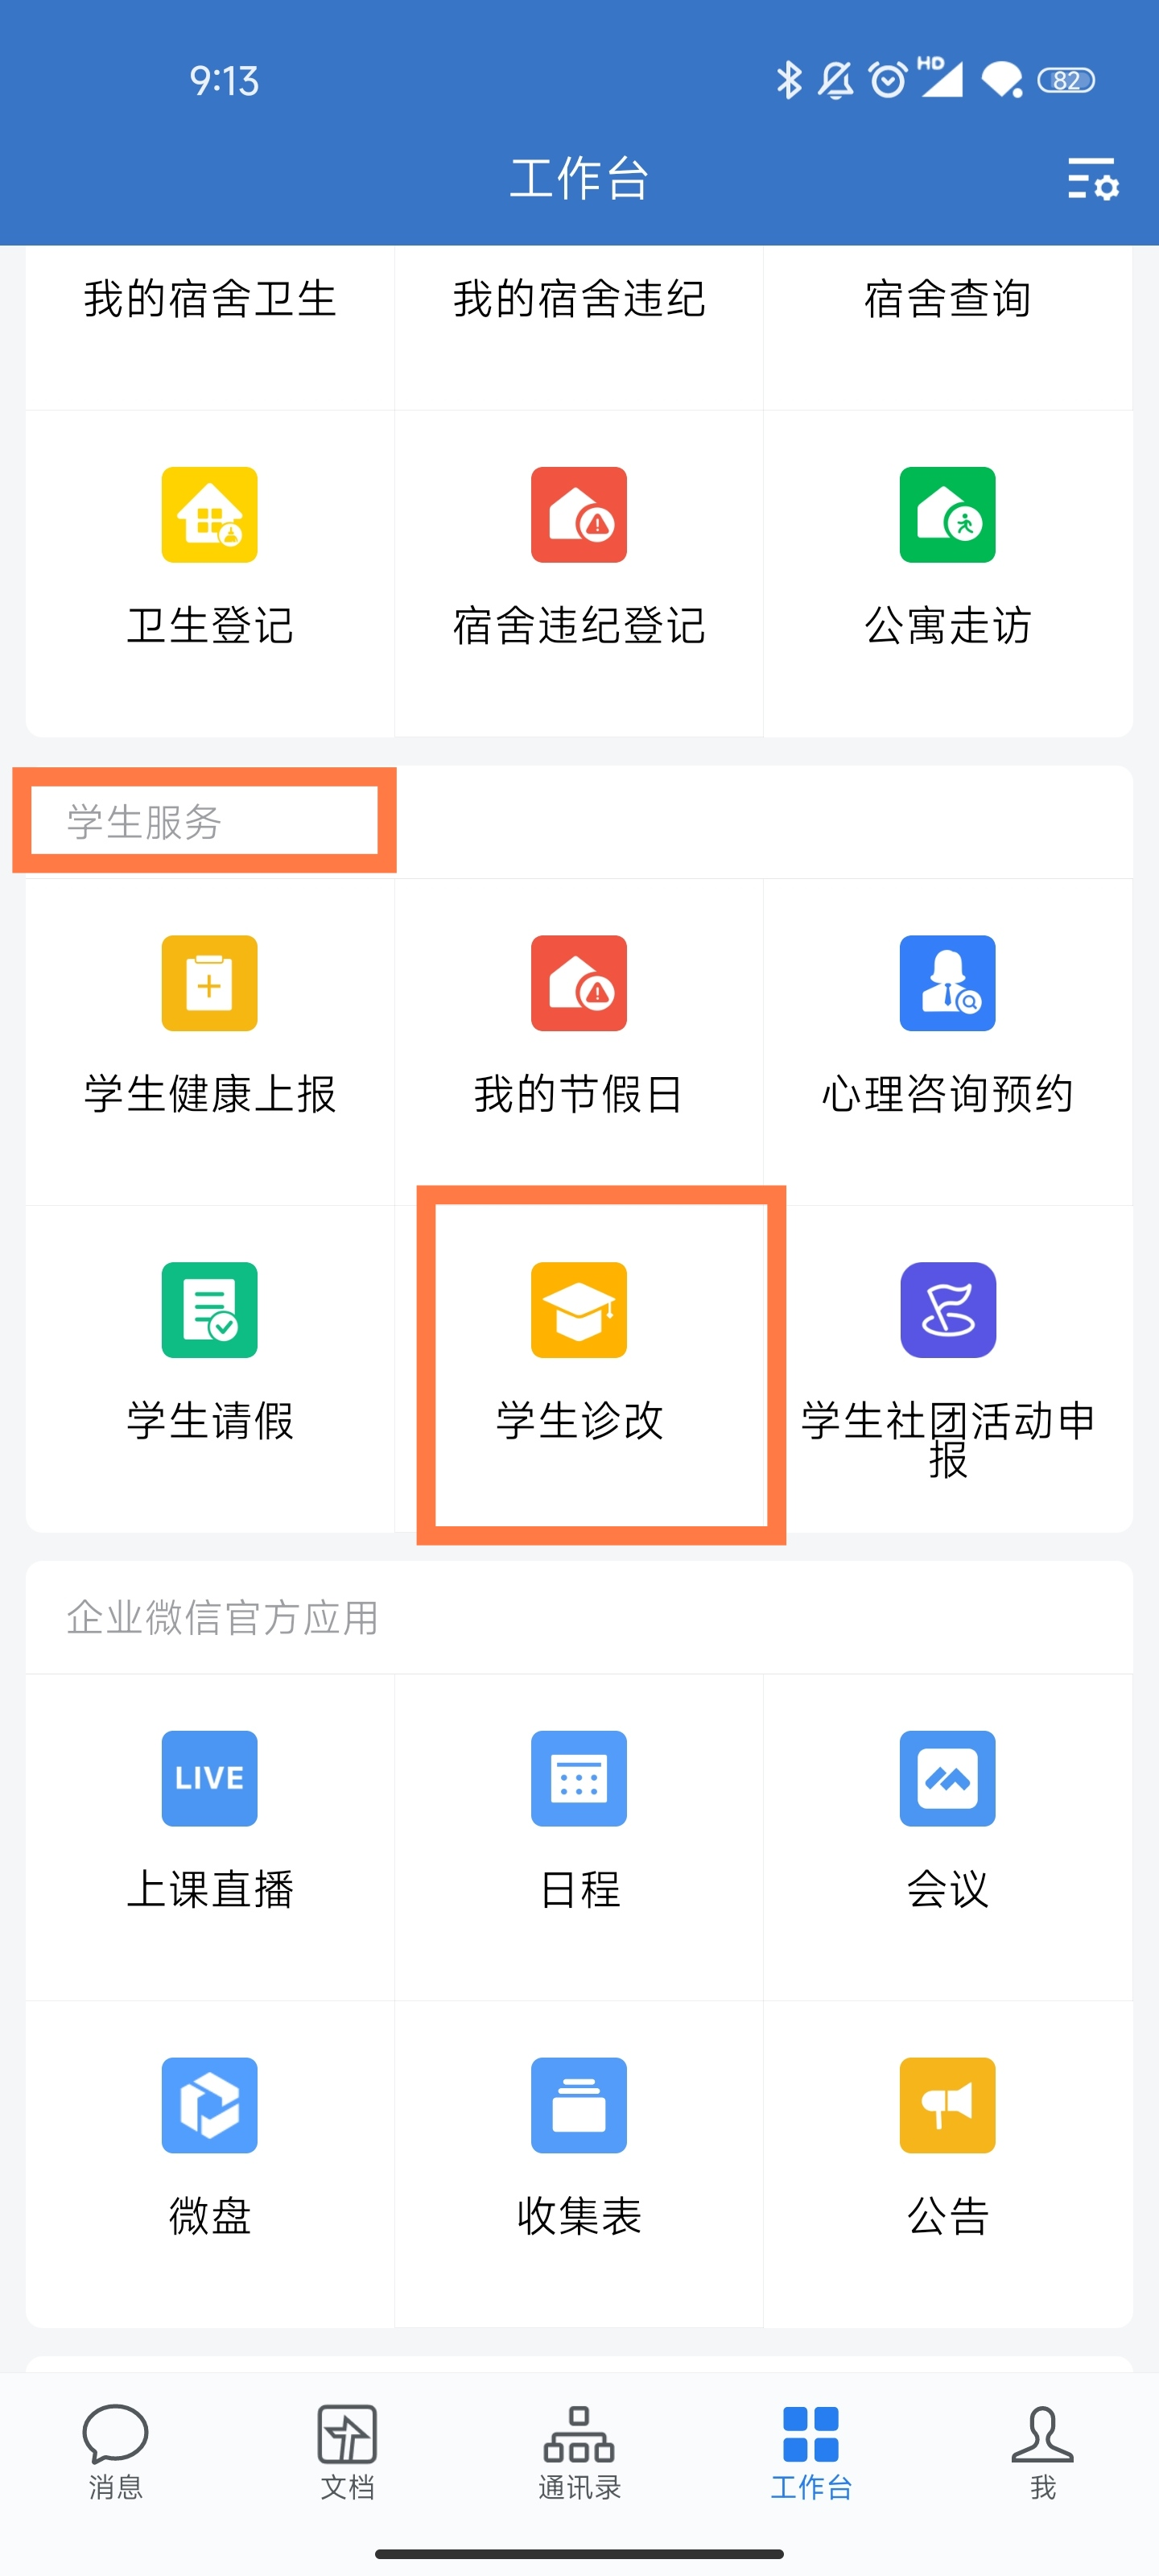 9:13
HD
82
工作台
我的宿舍卫生 我的宿舍违纪 宿舍查询
卫生登记 宿舍违纪登记 公寓走访
学生服务
学生健康上报 我的节假日 心理咨询预约
学生请假 学生诊改 学生社团活动申
报
企业微信官方应用
LIVE
上课直播 日程 会议
微盘 收集表 公告
消息 文档 通讯录 工作台 我